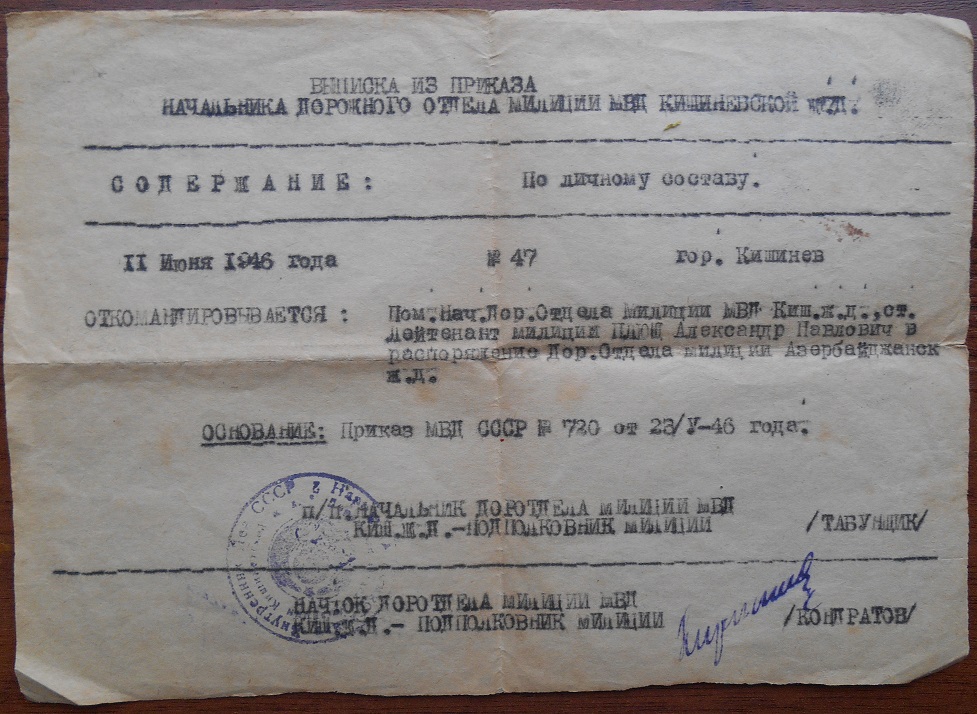 ВЫПИСКА ИЗ ПРИКАЗА
НАЧАЛЬНИКА ДОРОЖНОГО ОТДЕЛА МИЛИЦИИ МВД КИШИНЕВСКОЙ
СОДЕРЖАНИЕ: По личному составу.
II Июня 1946 года № 47 гор. Кишинев
ОТКОМАНДИРОВЫВАЕТСЯ: Пом.Нач.Дор.Отдела Милиции МВД Киш.ж.д.,ст.
Лейтенант милиции ПЛЮЩ Александр Павлович в
распоряжение Дор.Отдела милиции Азербайджанск
ж.д.
ОСНОВАНИЕ: Приказ МВД СССР № 720 от 23/У-46 года.
п/п.НАЧАЛЬНИК ДОРОТДЕЛА МИЛИЦИИ МВД
КИШ.Ж.Д.-ПОДПОЛКОВНИК МИЛИЦИИ /ТАБУНЩИК/
НАЧ ДОРОТДЕЛА МИЛИЦИИ МВД
КИШ.Ж.Д.- ПОДПОЛКОВНИК МИЛИЦИИ /КОНДРАТОВ/
СССР